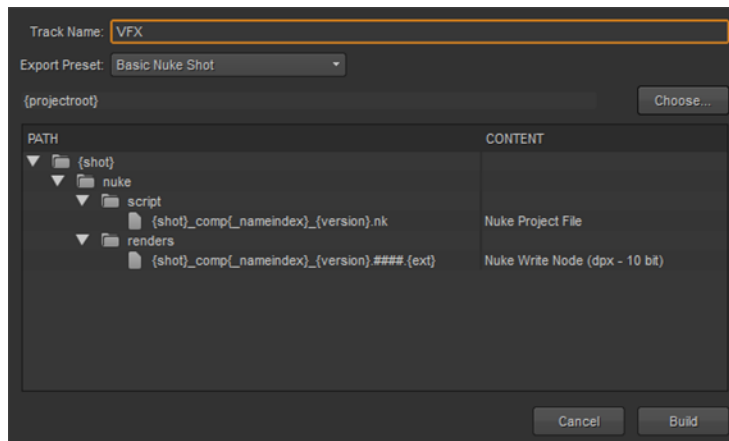 Track Name: VFX
Export Preset: Basic Nuke Shot
{projectroot} Choose...
PATH CONTENT
{shot}
nuke
script
{shot}_comp{_nameindex}_{version}.nk Nuke Project File
renders
{shot}_comp{_nameindex}_{version}.####.{ext} Nuke Write Node (dpx - 10 bit)
Cancel Build